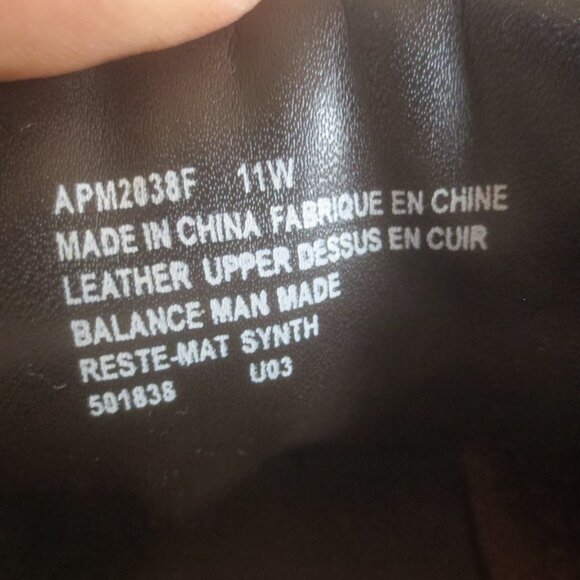 APM2038F 11W
MADE IN CHINA FABRIQUE EN CHINE
LEATHER UPPER DESSUS EN CUIR
BALANCE MAN MADE
RESTE-MAT SYNTH
501838 U03